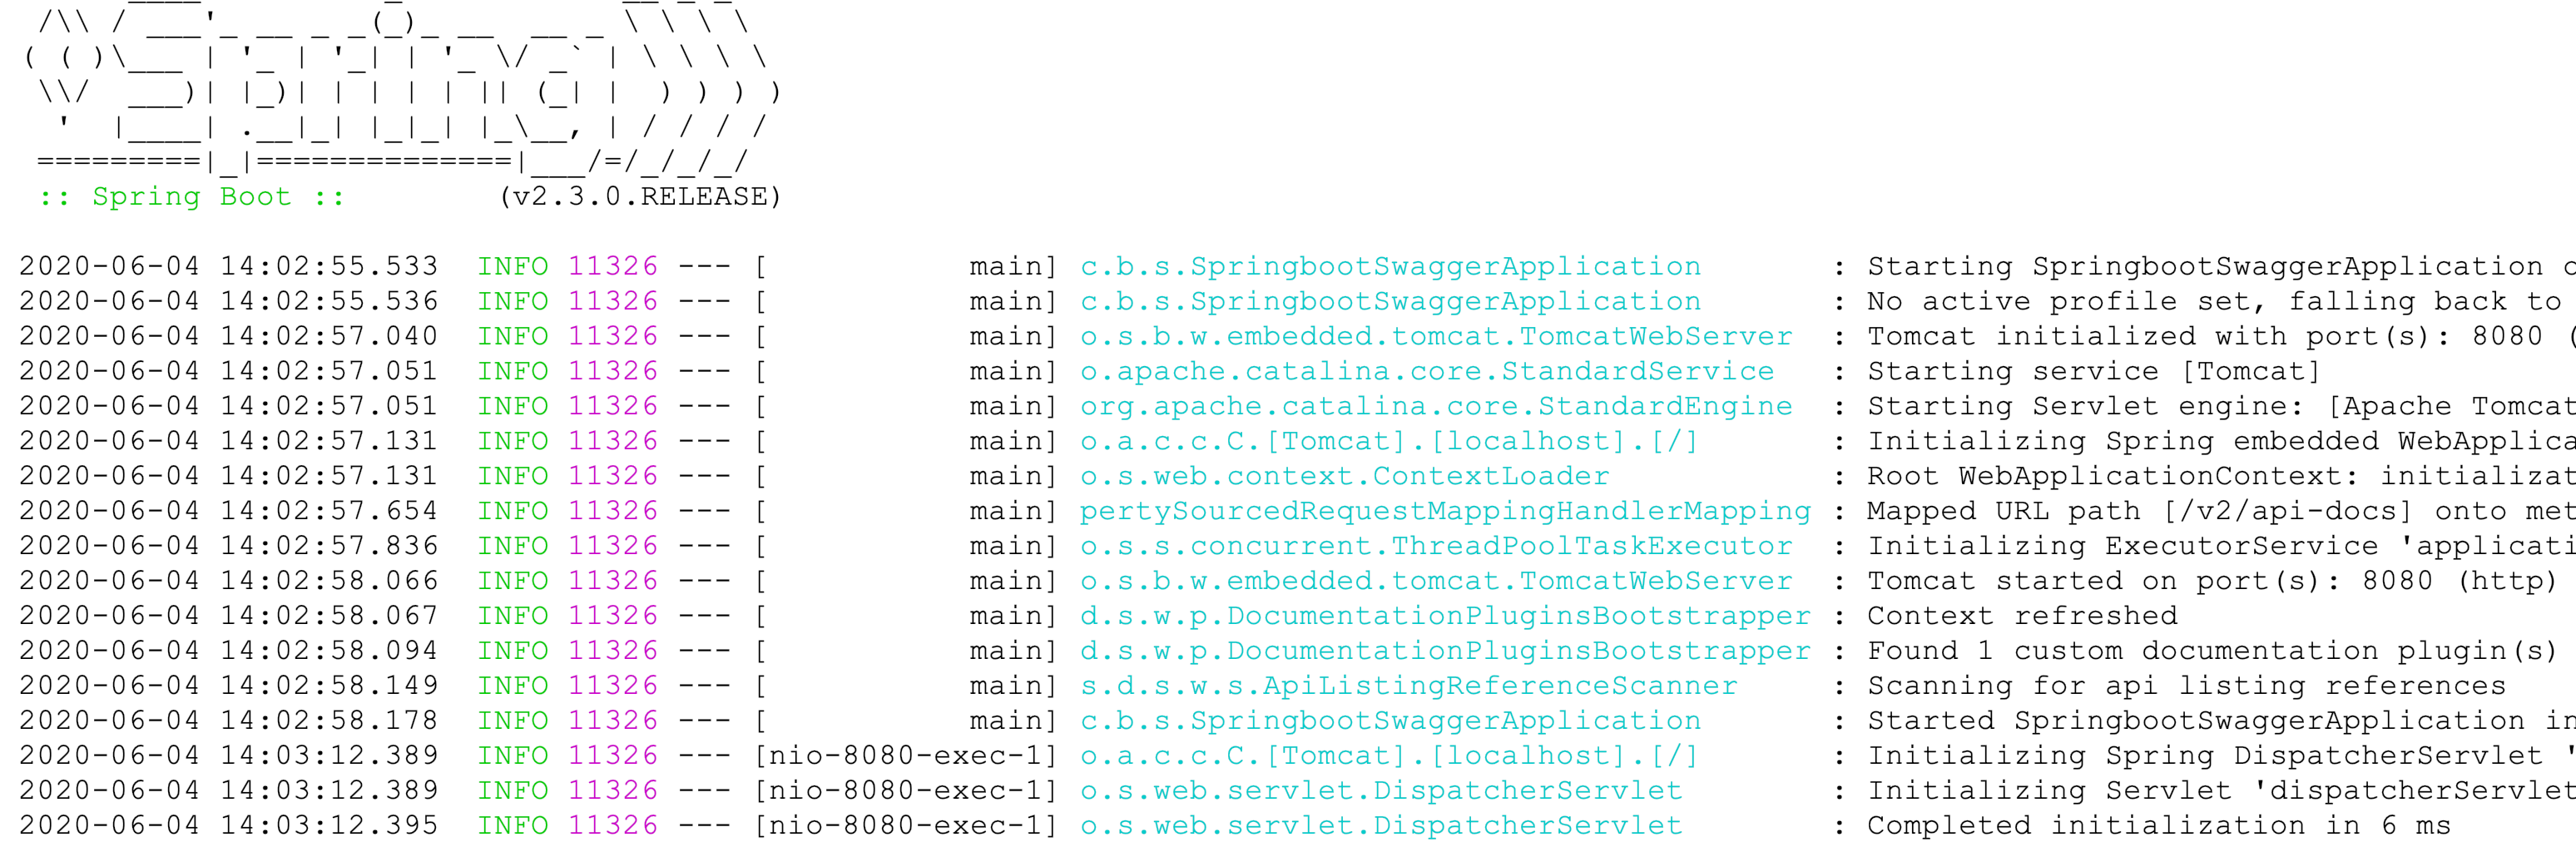 .   ____          _            __ _ _
 /\\ / ___'_ __ _ _(_)_ __  __ _ \ \ \ \
( ( )\___ | '_ | '_| | '_ \/ _` | \ \ \ \
 \\/  ___)| |_)| | | | | || (_| |  ) ) ) )
  '  |____| .__|_| |_|_| |_\__, | / / / /
 =========|_|==============|___/=/_/_/_/
 :: Spring Boot ::        (v2.3.0.RELEASE)
2020-06-04 14:02:55.533  INFO 11326 --- [           main] c.b.s.SpringbootSwaggerApplication       : Starting SpringbootSwaggerApplication
2020-06-04 14:02:55.536  INFO 11326 --- [           main] c.b.s.SpringbootSwaggerApplication       : No active profile set, falling back to
2020-06-04 14:02:57.040  INFO 11326 --- [           main] o.s.b.w.embedded.tomcat.TomcatWebServer  : Tomcat initialized with port(s): 8080 (
2020-06-04 14:02:57.051  INFO 11326 --- [           main] o.apache.catalina.core.StandardService   : Starting service [Tomcat]
2020-06-04 14:02:57.051  INFO 11326 --- [           main] org.apache.catalina.core.StandardEngine  : Starting Servlet engine: [Apache Tomcat
2020-06-04 14:02:57.131  INFO 11326 --- [           main] o.a.c.c.C.[Tomcat].[localhost].[/]       : Initializing Spring embedded WebApplica
2020-06-04 14:02:57.131  INFO 11326 --- [           main] o.s.web.context.ContextLoader            : Root WebApplicationContext: initializat
2020-06-04 14:02:57.654  INFO 11326 --- [           main] pertySourcedRequestMappingHandlerMapping : Mapped URL path [/v2/api-docs] onto met
2020-06-04 14:02:57.836  INFO 11326 --- [           main] o.s.s.concurrent.ThreadPoolTaskExecutor  : Initializing ExecutorService 'applicati
2020-06-04 14:02:58.066  INFO 11326 --- [           main] o.s.b.w.embedded.tomcat.TomcatWebServer  : Tomcat started on port(s): 8080 (http)
2020-06-04 14:02:58.067  INFO 11326 --- [           main] d.s.w.p.DocumentationPluginsBootstrapper : Context refreshed
2020-06-04 14:02:58.094  INFO 11326 --- [           main] d.s.w.p.DocumentationPluginsBootstrapper : Found 1 custom documentation plugin(s)
2020-06-04 14:02:58.149  INFO 11326 --- [           main] s.d.s.w.s.ApiListingReferenceScanner     : Scanning for api listing references
2020-06-04 14:02:58.178  INFO 11326 --- [           main] c.b.s.SpringbootSwaggerApplication       : Started SpringbootSwaggerApplication in
2020-06-04 14:03:12.389  INFO 11326 --- [nio-8080-exec-1] o.a.c.c.C.[Tomcat].[localhost].[/]       : Initializing Spring DispatcherServlet '
2020-06-04 14:03:12.389  INFO 11326 --- [nio-8080-exec-1] o.s.web.servlet.DispatcherServlet        : Initializing Servlet 'dispatcherServlet
2020-06-04 14:03:12.395  INFO 11326 --- [nio-8080-exec-1] o.s.web.servlet.DispatcherServlet        : Completed initialization in 6 ms